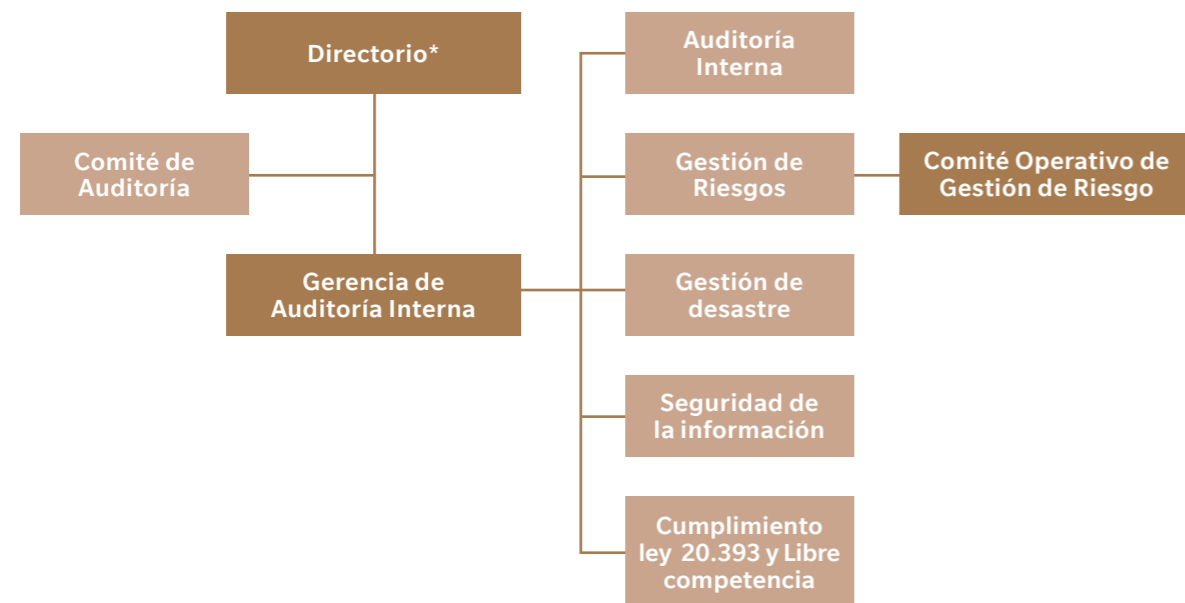 Directorio*
Comité de
Auditoría
Gerencia de
Auditoría Interna
Auditoría
Interna
Gestión de
Riesgos
Comité Operativo de
Gestión de Riesgo
Gestión de
desastre
Seguridad de
la información
Cumplimiento
ley 20.393 y Libre
competencia